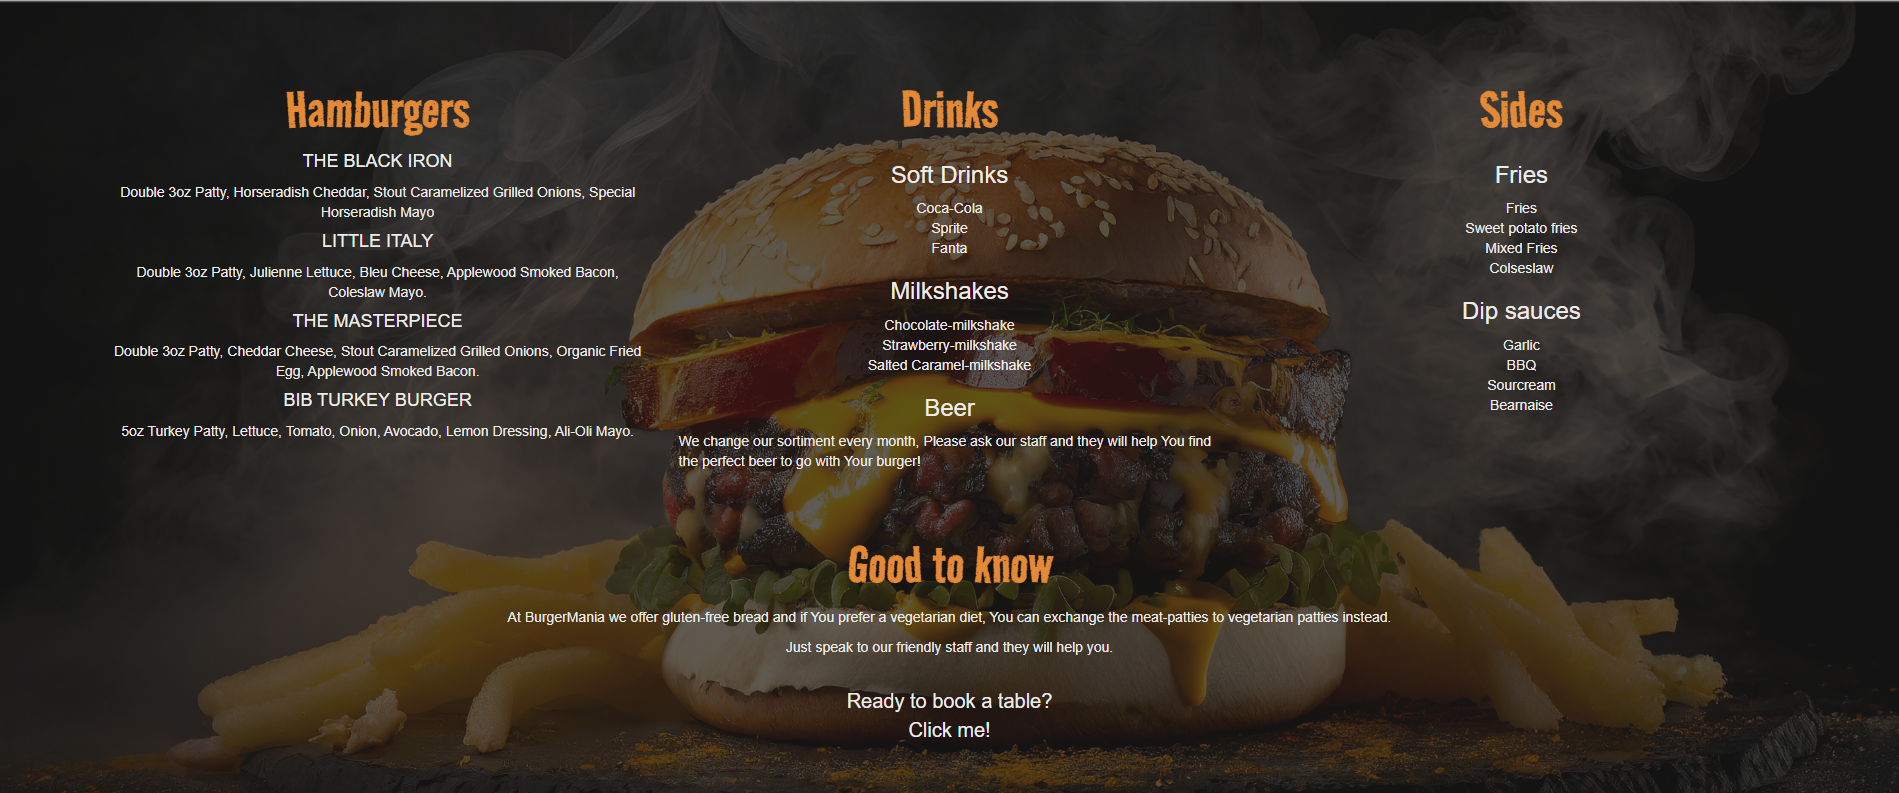 Hamburgers
THE BLACK IRON
Double 3oz Patty, Horseradish Cheddar, Stout Caramelized Grilled Onions, Special
Horseradish Mayo
LITTLE ITALY
Double 3oz Patty, Julienne Lettuce, Bleu Cheese, Applewood Smoked Bacon,
Coleslaw Mayo.
THE MASTERPIECE
Double 3oz Patty, Cheddar Cheese, Stout Caramelized Grilled Onions, Organic Fried
Egg, Applewood Smoked Bacon.
BIB TURKEY BURGER
5oz Turkey Patty, Lettuce, Tomato, Onion, Avocado, Lemon Dressing, Ali-Oli Mayo.
Drinks
Soft Drinks
Coca-Cola
Sprite
Fanta
Milkshakes
Chocolate-milkshake
Strawberry-milkshake
Salted Caramel-milkshake
Beer
We change our sortiment every month, Please ask our staff and they will help You find
the perfect beer to go with Your burger!
Sides
Fries
Fries
Sweet potato fries
Mixed Fries
Colseslaw
Dip sauces
Garlic
BBQ
Sourcream
Bearnaise
Good to know
At BurgerMania we offer gluten-free bread and if You prefer a vegetarian diet, You can exchange the meat-patties to vegetarian patties instead.
Just speak to our friendly staff and they will help you.
Ready to book a table?
Click me!